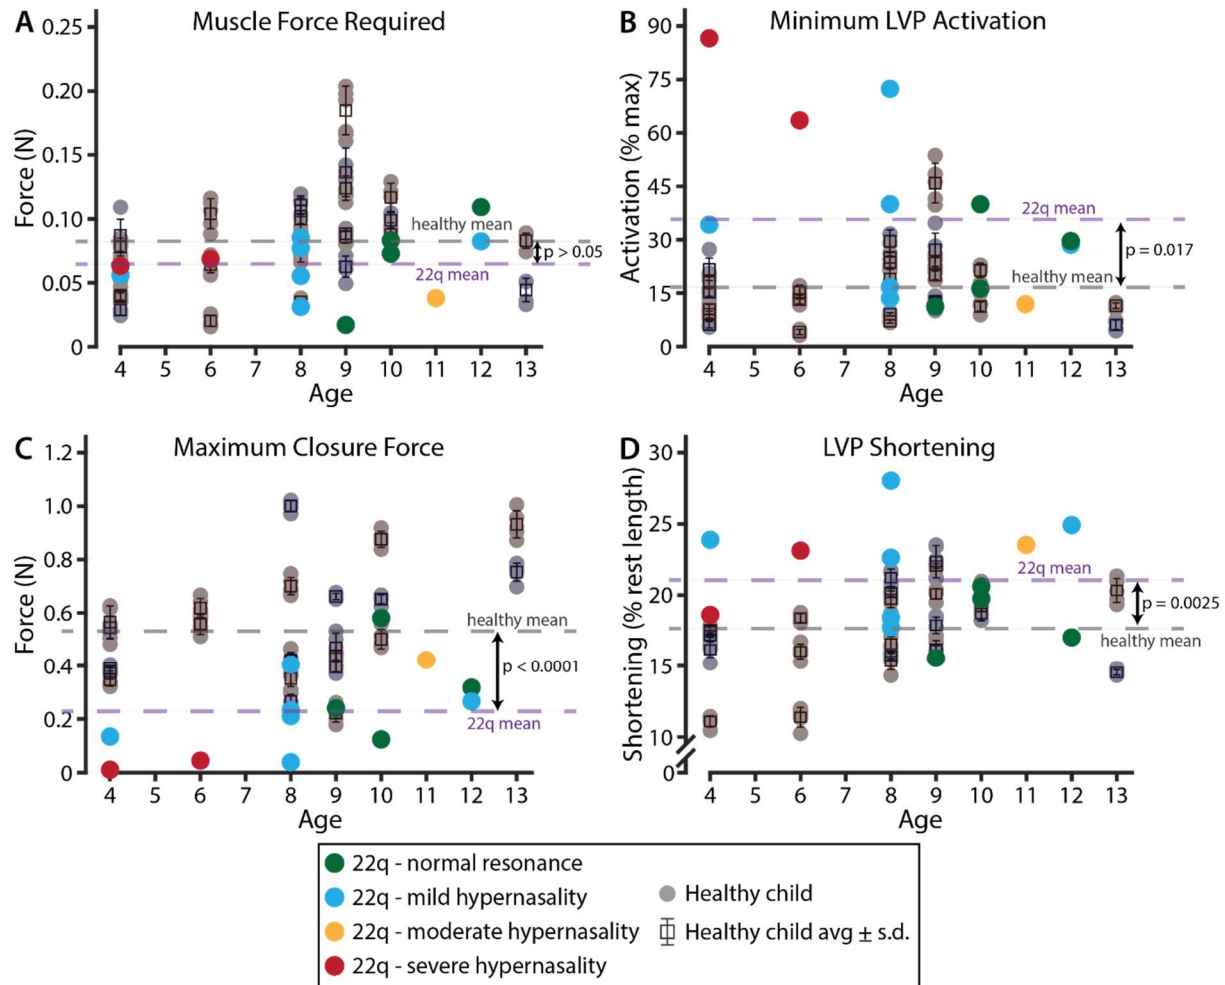 A
Muscle Force Required
Force (N)
0.25
0.20
0.15
0.10
0.05
0
healthy mean
p > 0.05
22q mean
4 5 6 7 8 9 10 11 12 13
Age
B
Minimum LVP Activation
Activation (% max)
90
75
60
45
30
15
0
22q mean
p = 0.017
healthy mean
4 5 6 7 8 9 10 11 12 13
Age
C
Maximum Closure Force
Force (N)
1.2
1.0
0.8
0.6
0.4
0.2
0
healthy mean
p < 0.0001
22q mean
4 5 6 7 8 9 10 11 12 13
Age
D
LVP Shortening
Shortening (% rest length)
30
25
20
15
10
0
22q mean
p = 0.0025
healthy mean
4 5 6 7 8 9 10 11 12 13
Age
22q - normal resonance
22q - mild hypernasality
22q - moderate hypernasality
22q - severe hypernasality
Healthy child
Healthy child avg ± s.d.